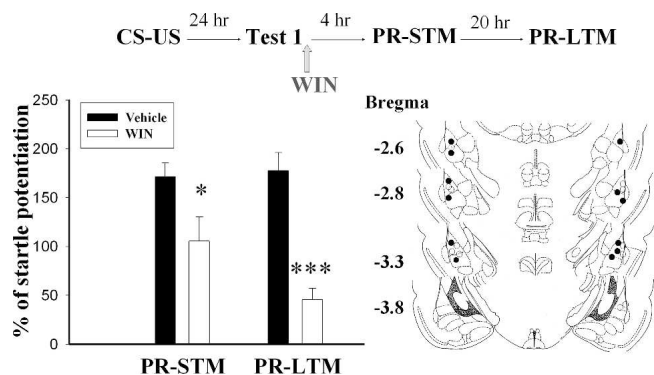 24 hr 4 hr 20 hr
CS-US Test 1 PR-STM PR-LTM
WIN
Bregma
% of startle potentiation
250
200
150
100
50
0
Vehicle
WIN
*
***
PR-STM PR-LTM
-2.6
-2.8
-3.3
-3.8